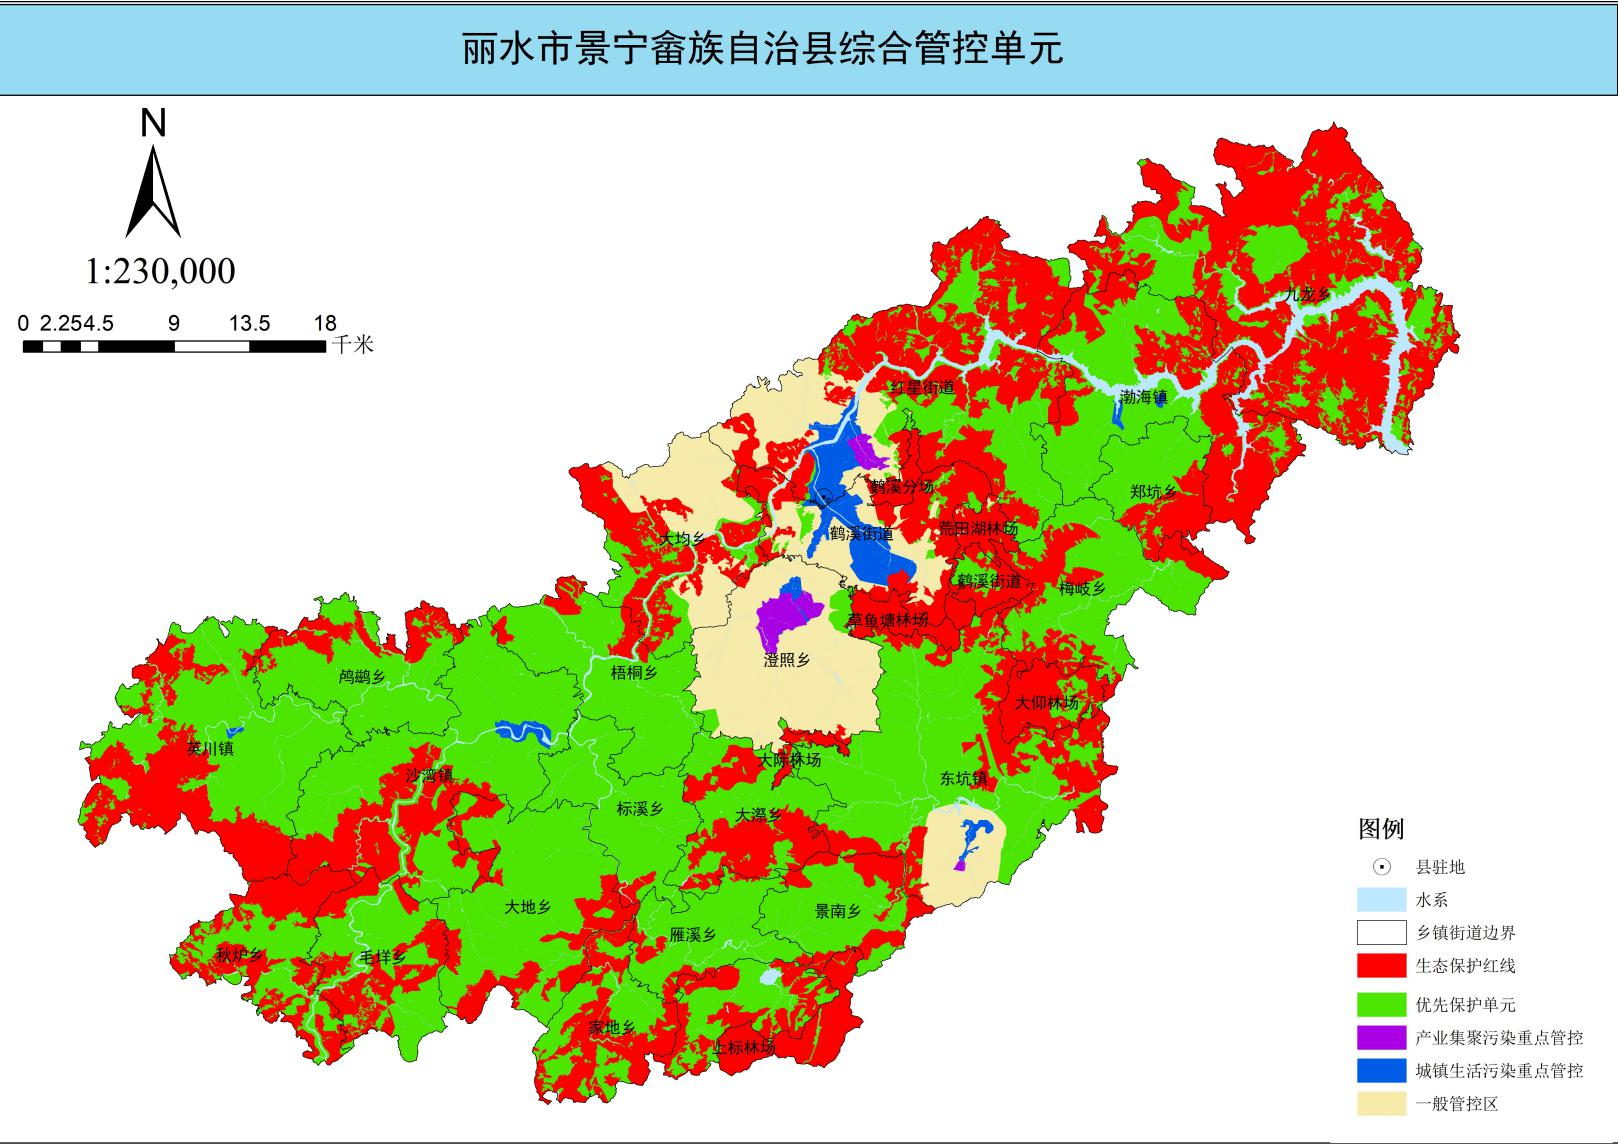 丽水市景宁畲族自治县综合管控单元
N
1:230,000
0 2.25 4.5 9 13.5 18
千米
九龙乡
红星街道
渤海镇
鹤溪分场
郑坑乡
大均乡
鹤溪街道
荒田湖林场
鹤溪街道
梅岐乡
草鱼塘林场
澄照乡
梧桐乡
鸬鹚乡
大仰林场
英川镇
大际林场
沙湾镇
东坑镇
标溪乡
大漈乡
大地乡
景南乡
雁溪乡
秋炉乡
毛垟乡
家地乡
上标林场
图例
县驻地
水系
乡镇街道边界
生态保护红线
优先保护单元
产业集聚污染重点管控
城镇生活污染重点管控
一般管控区